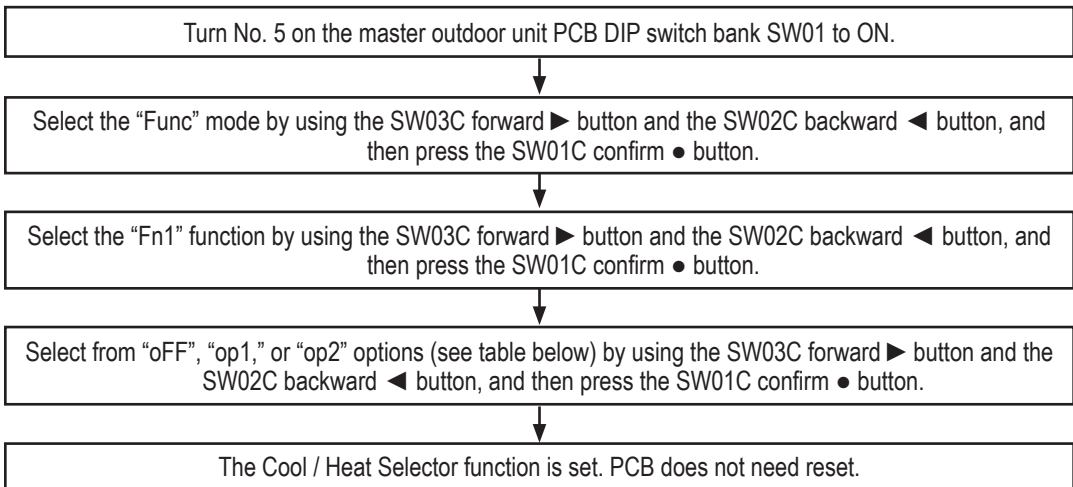 Turn No. 5 on the master outdoor unit PCB DIP switch bank SW01 to ON.
Select the “Func” mode by using the SW03C forward ► button and the SW02C backward ◄ button, and
then press the SW01C confirm ● button.
Select the “Fn1” function by using the SW03C forward ► button and the SW02C backward ◄ button, and
then press the SW01C confirm ● button.
Select from “oFF”, “op1,” or “op2” options (see table below) by using the SW03C forward ► button and the
SW02C backward ◄ button, and then press the SW01C confirm ● button.
The Cool / Heat Selector function is set. PCB does not need reset.